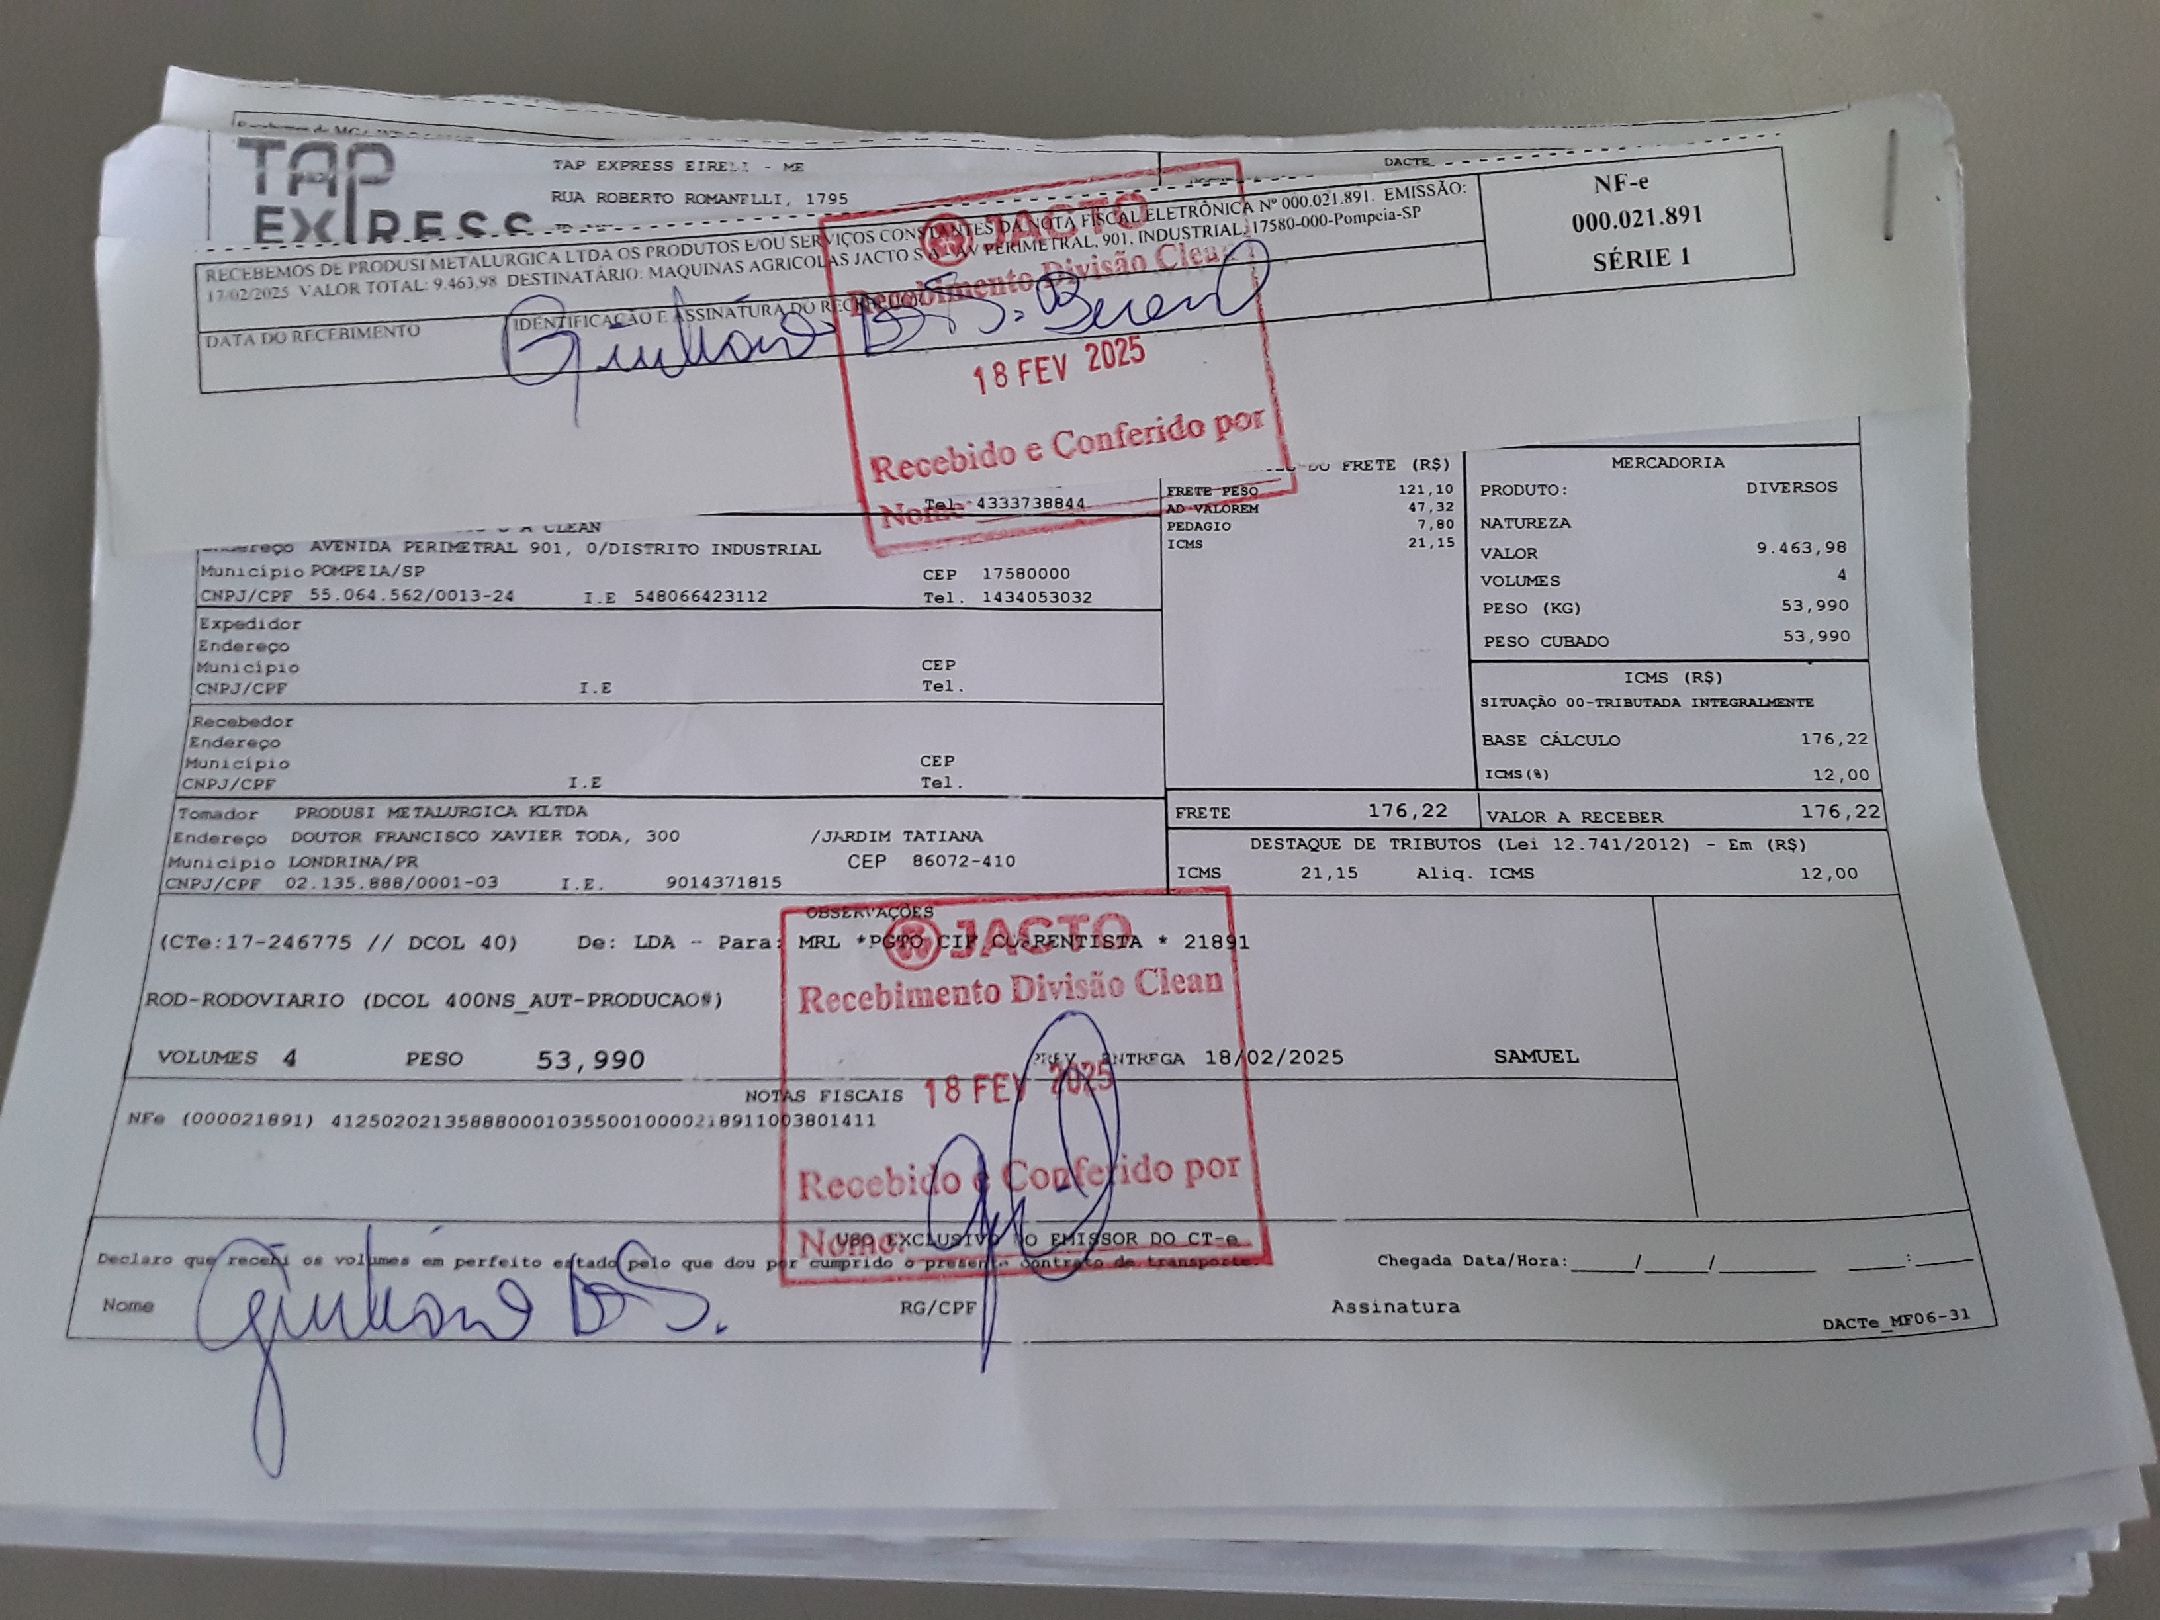 TAP EXPRESS
TAP EXPRESS EIRELI - ME
RUA ROBERTO ROMANELLI, 1795
DACTE
RECEBEMOS DE PRODUSI METALURGICA LTDA OS PRODUTOS E/OU SERVIÇOS CONSTANTES DA NOTA FISCAL ELETRÔNICA Nº 000.021.891. EMISSÃO:
17/02/2025 VALOR TOTAL: 9.463,98 DESTINATÁRIO: MAQUINAS AGRICOLAS JACTO S A - AV PERIMETRAL, 901, INDUSTRIAL, 17580-000-Pompeia-SP
DATA DO RECEBIMENTO
IDENTIFICAÇÃO E ASSINATURA DO
NF-e
000.021.891
SÉRIE 1
JACTO
Recebimento Divisão Clean
18 FEV 2025
Recebido e Conferido por
Nome
Tel. 4333738844
DO FRETE (R$)
FRETE PESO 121,10
AD VALOREM 47,32
PEDAGIO 7,80
ICMS 21,15
MERCADORIA
PRODUTO: DIVERSOS
NATUREZA
VALOR 9.463,98
VOLUMES 4
PESO (KG) 53,990
PESO CUBADO 53,990
CLEAN
Endereço AVENIDA PERIMETRAL 901, 0/DISTRITO INDUSTRIAL
Município POMPEIA/SP CEP 17580000
CNPJ/CPF 55.064.562/0013-24 I.E 548066423112 Tel. 1434053032
Expedidor
Endereço
Município CEP
CNPJ/CPF I.E Tel.
Recebedor
Endereço
Município CEP
CNPJ/CPF I.E Tel.
ICMS (R$)
SITUAÇÃO 00-TRIBUTADA INTEGRALMENTE
BASE CÁLCULO 176,22
ICMS(%) 12,00
Tomador PRODUSI METALURGICA KLTDA
Endereço DOUTOR FRANCISCO XAVIER TODA, 300 /JARDIM TATIANA
Município LONDRINA/PR CEP 86072-410
CNPJ/CPF 02.135.888/0001-03 I.E. 9014371815
FRETE 176,22 VALOR A RECEBER 176,22
DESTAQUE DE TRIBUTOS (Lei 12.741/2012) - Em (R$)
ICMS 21,15 Aliq. ICMS 12,00
OBSERVAÇÕES
(CTe:17-246775 // DCOL 40) De: LDA - Para: MRL *PGTO CIF CORRENTISTA * 21891
ROD-RODOVIARIO (DCOL 400NS_AUT-PRODUCAO*)
VOLUMES 4 PESO 53,990 PREV ENTREGA 18/02/2025 SAMUEL
JACTO
Recebimento Divisão Clean
18 FEV 2025
Recebido e Conferido por
Nome:
NOTAS FISCAIS
NFe (000021891) 41250202135888000103550010000218911003801411
USO EXCLUSIVO DO EMISSOR DO CT-e
Declaro que recebi os volumes em perfeito estado pelo que dou por cumprido o presente contrato de transporte.
Chegada Data/Hora:_____/_____/_______ ____:____
Nome RG/CPF Assinatura
DACTe_MF06-31